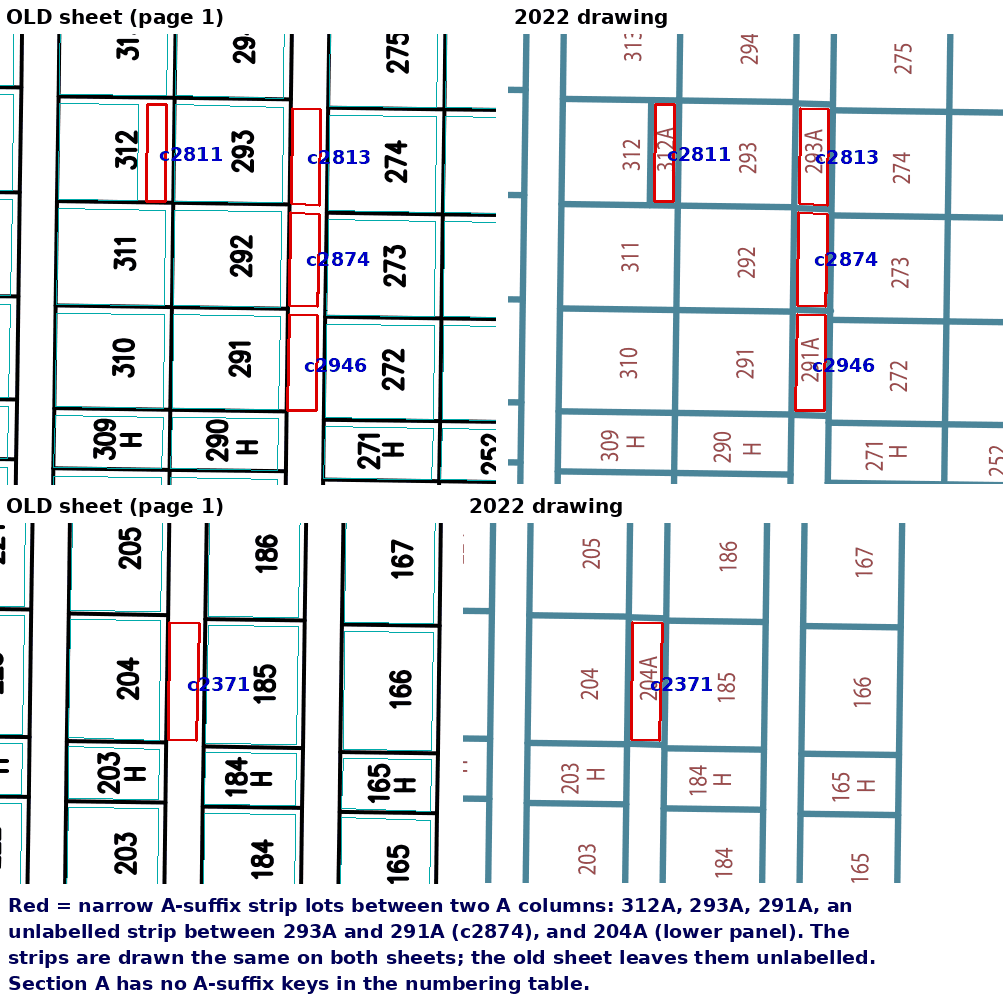 OLD sheet (page 1)
2022 drawing
29
275
313
294
275
312
c2811
293
c2813
274
312
312A
c2811
293
293A
c2813
274
311
292
c2874
273
311
292
c2874
273
310
291
c2946
272
310
291
291A
c2946
272
309
H
290
H
271
H
252
309
H
290
H
271
H
252
OLD sheet (page 1)
2022 drawing
205
186
167
205
186
167
204
c2371
185
166
204
204A
c2371
185
166
H
203
H
184
H
165
H
203
H
184
H
165
H
203
184
165
203
184
165
Red = narrow A-suffix strip lots between two A columns: 312A, 293A, 291A, an
unlabelled strip between 293A and 291A (c2874), and 204A (lower panel). The
strips are drawn the same on both sheets; the old sheet leaves them unlabelled.
Section A has no A-suffix keys in the numbering table.